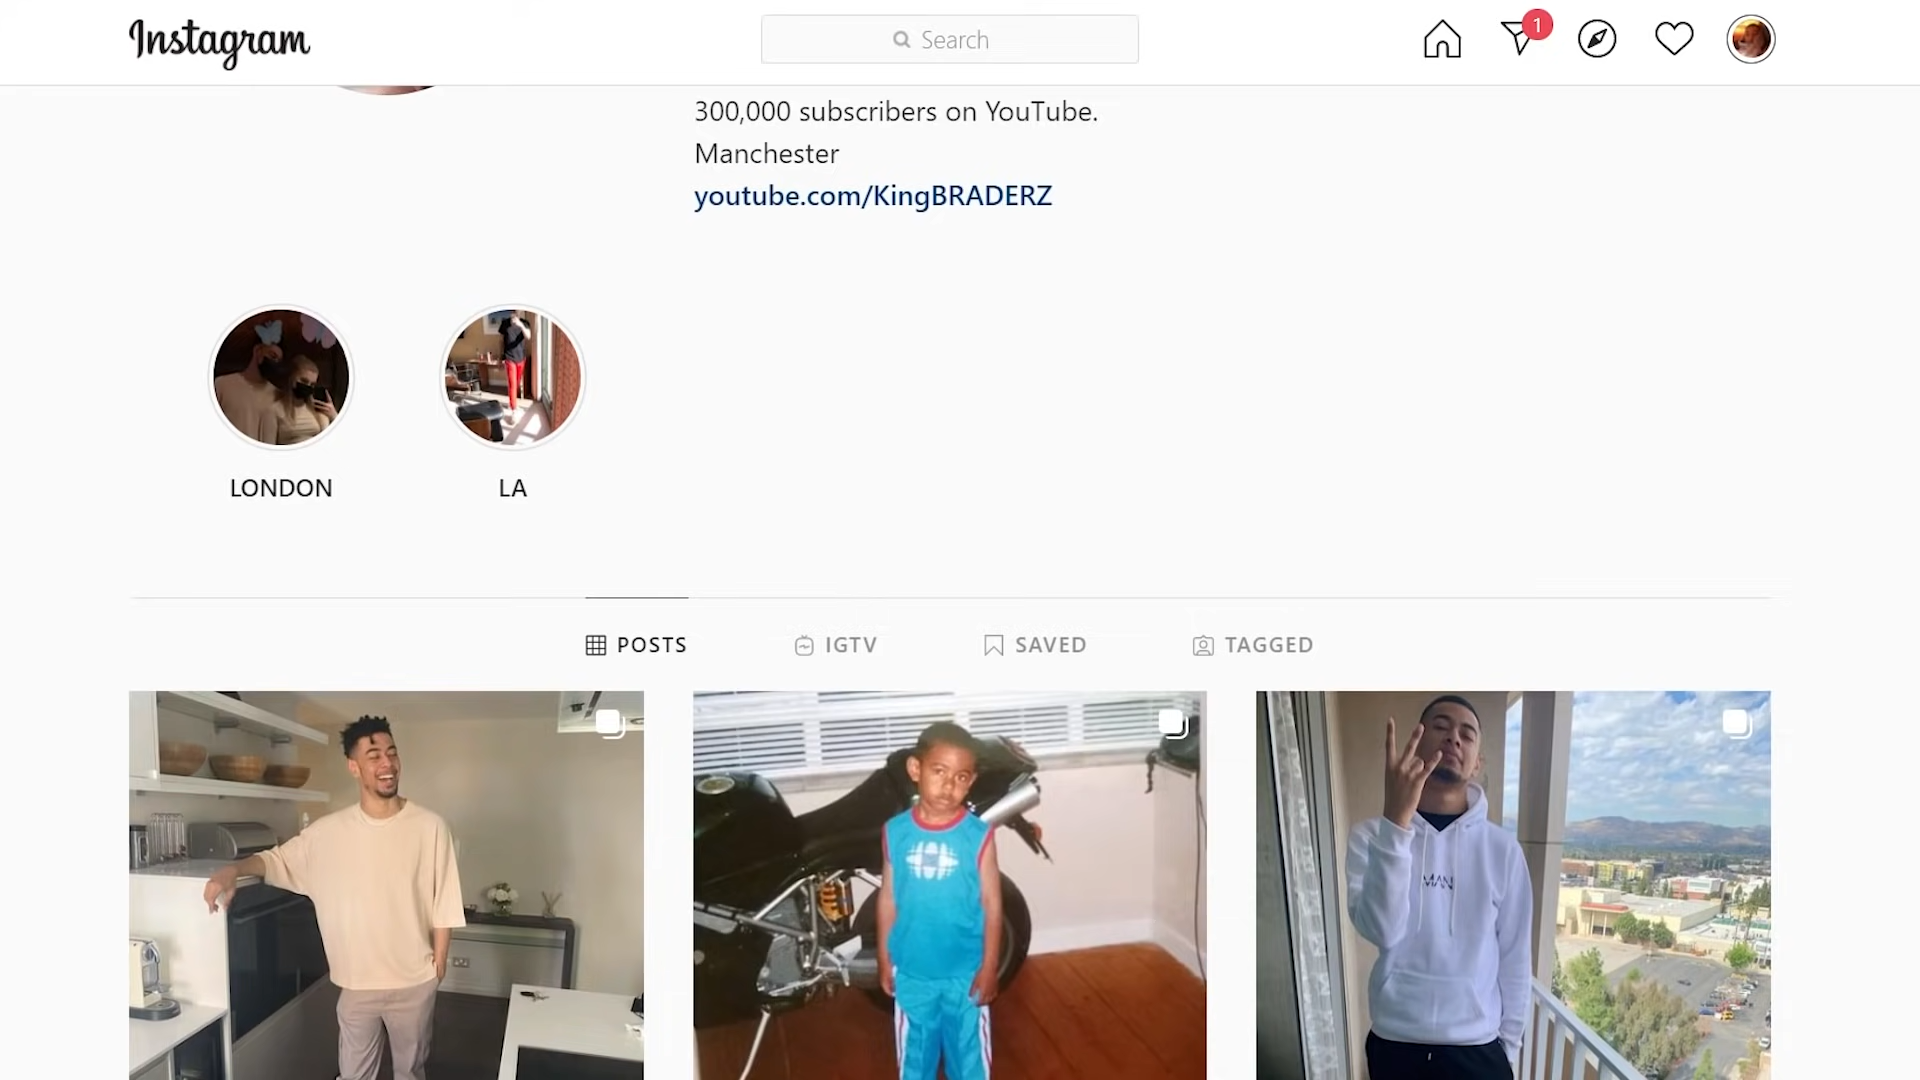 Instagram
Search
1
300,000 subscribers on YouTube.
Manchester
youtube.com/KingBRADERZ
LONDON
LA
POSTS
IGTV
SAVED
TAGGED
MAN